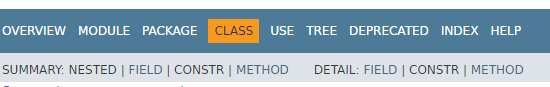 OVERVIEW MODULE PACKAGE CLASS USE TREE DEPRECATED INDEX HELP
SUMMARY: NESTED | FIELD | CONSTR | METHOD DETAIL: FIELD | CONSTR | METHOD